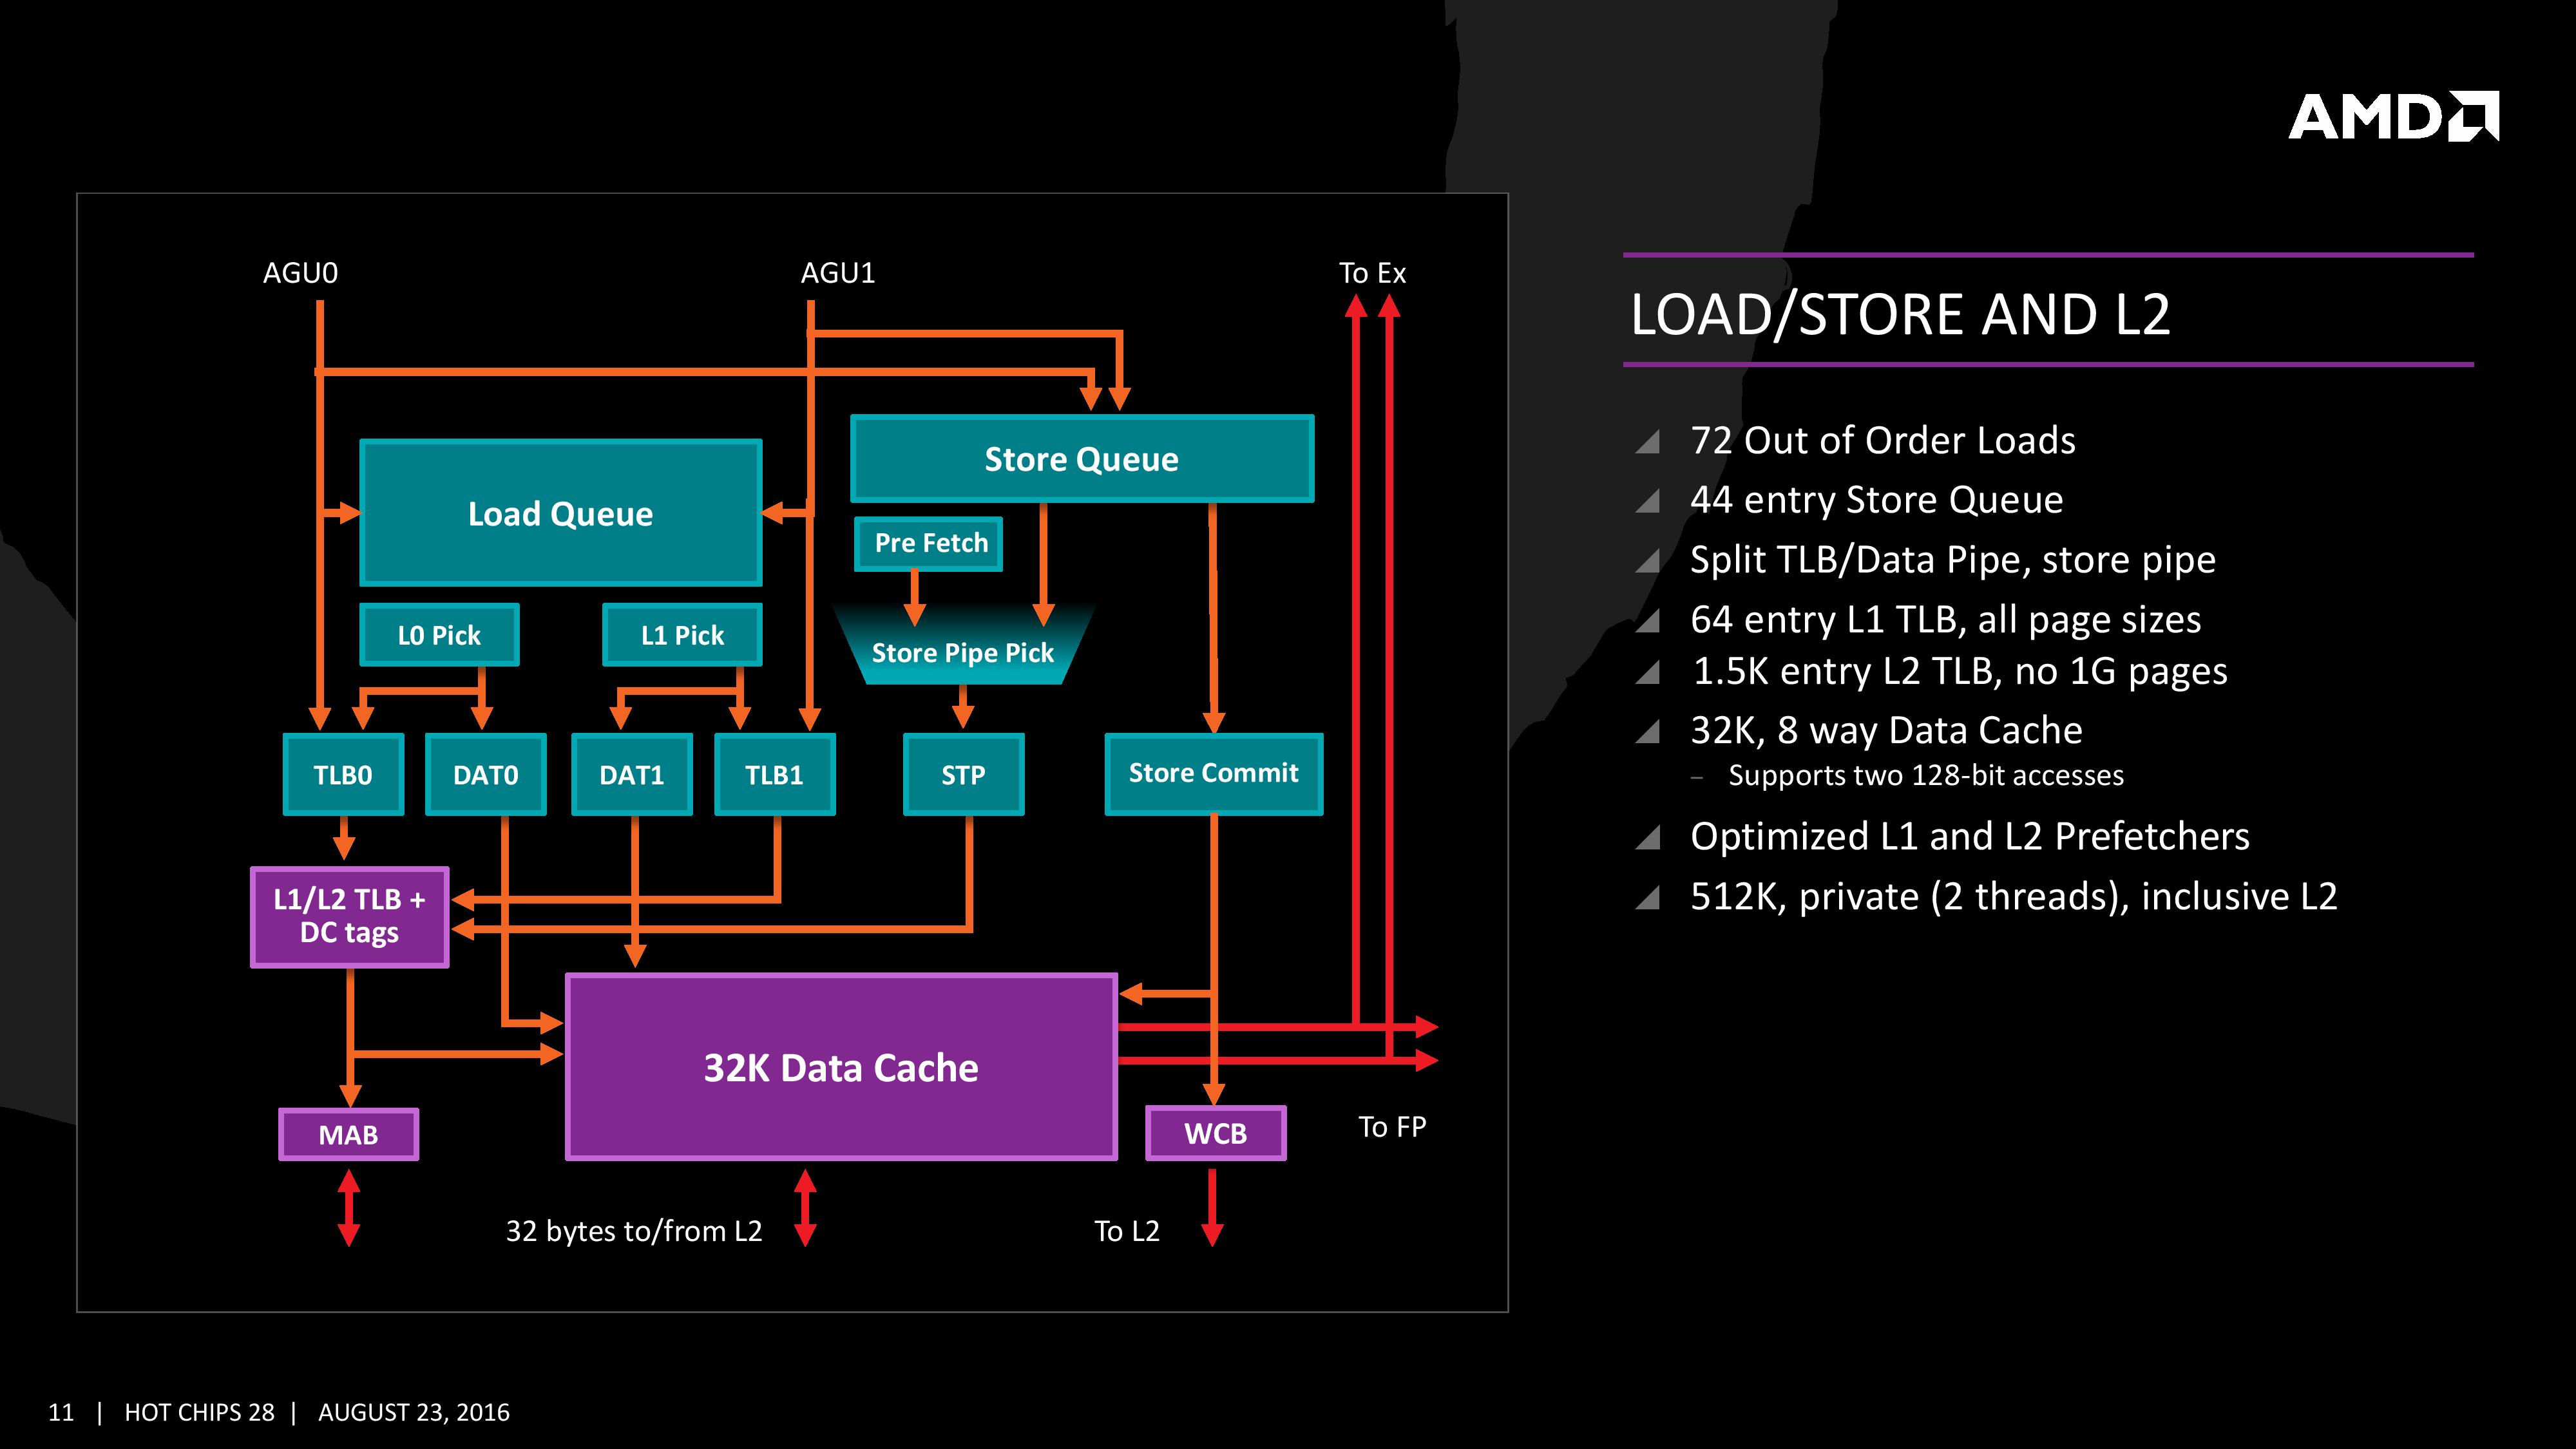 AMD
AGU0
AGU1
To Ex
Load Queue
Store Queue
Pre Fetch
L0 Pick
L1 Pick
Store Pipe Pick
TLB0
DAT0
DAT1
TLB1
STP
Store Commit
L1/L2 TLB +
DC tags
32K Data Cache
MAB
WCB
To FP
32 bytes to/from L2
To L2
LOAD/STORE AND L2
72 Out of Order Loads
44 entry Store Queue
Split TLB/Data Pipe, store pipe
64 entry L1 TLB, all page sizes
1.5K entry L2 TLB, no 1G pages
32K, 8 way Data Cache
– Supports two 128-bit accesses
Optimized L1 and L2 Prefetchers
512K, private (2 threads), inclusive L2
11 | HOT CHIPS 28 | AUGUST 23, 2016